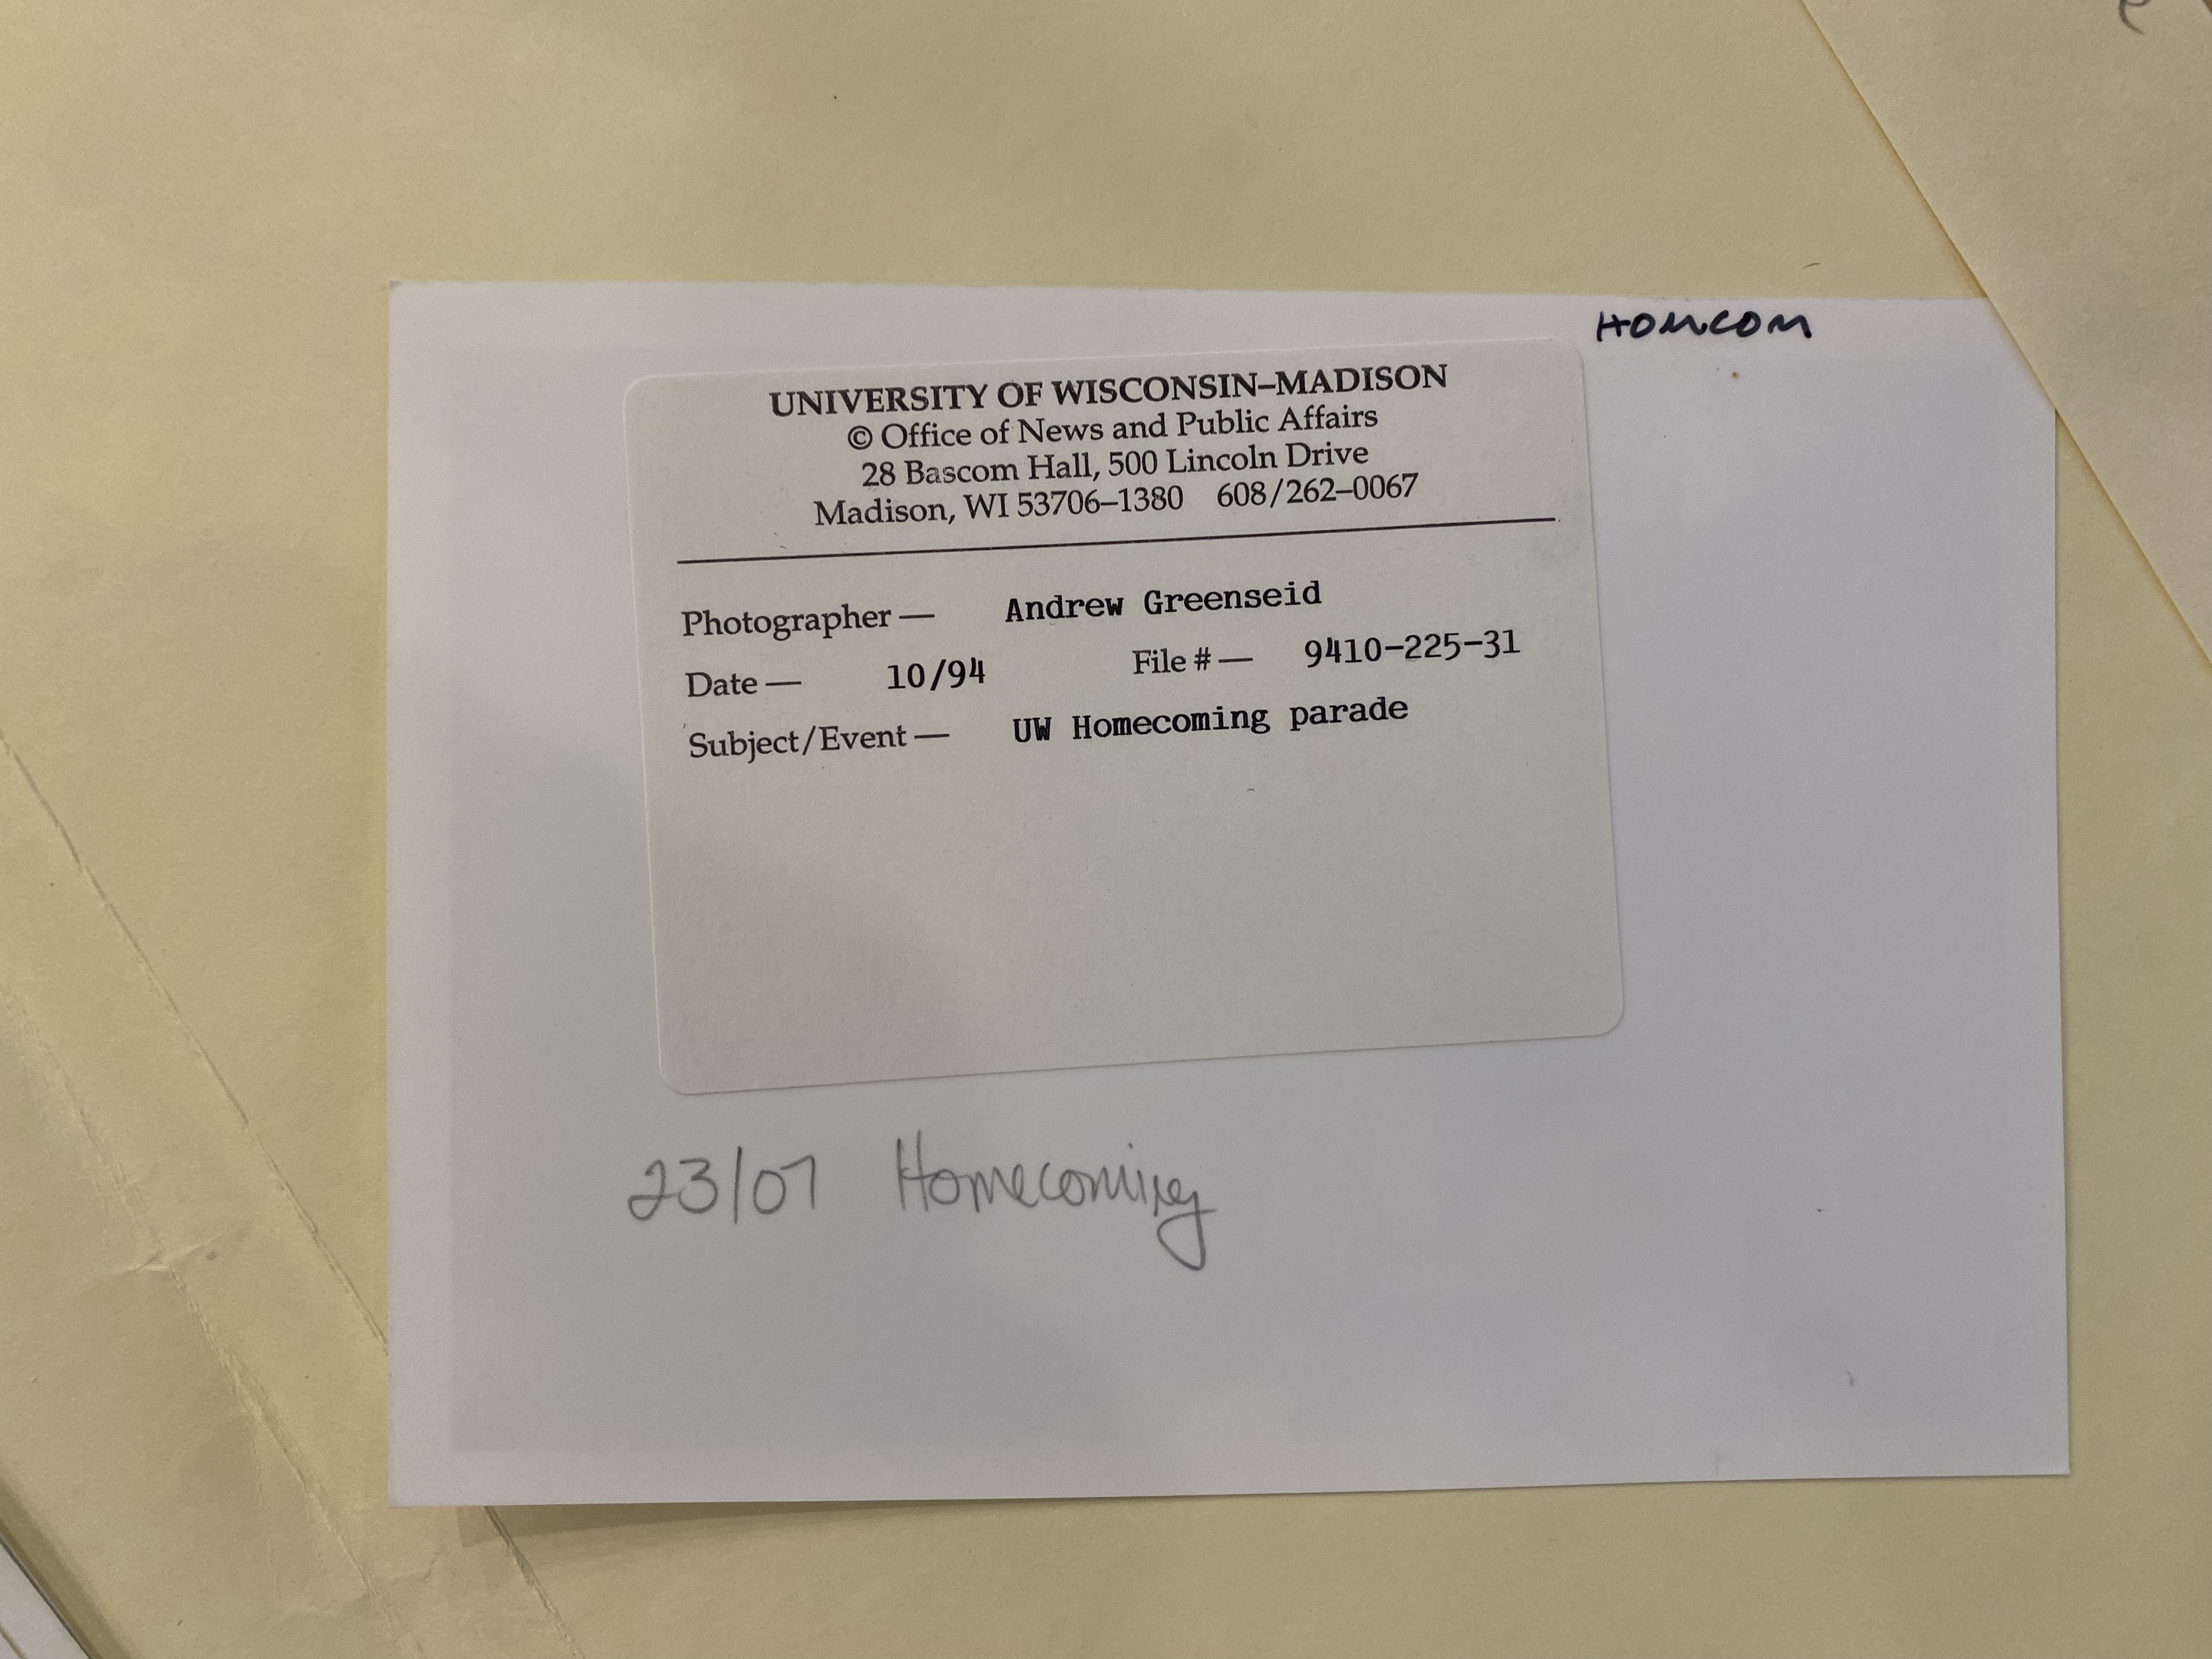 HOMCOM
UNIVERSITY OF WISCONSIN–MADISON
© Office of News and Public Affairs
28 Bascom Hall, 500 Lincoln Drive
Madison, WI 53706–1380 608/262–0067
Photographer — Andrew Greenseid
Date — 10/94 File # — 9410-225-31
Subject/Event — UW Homecoming parade
23/07 Homecoming